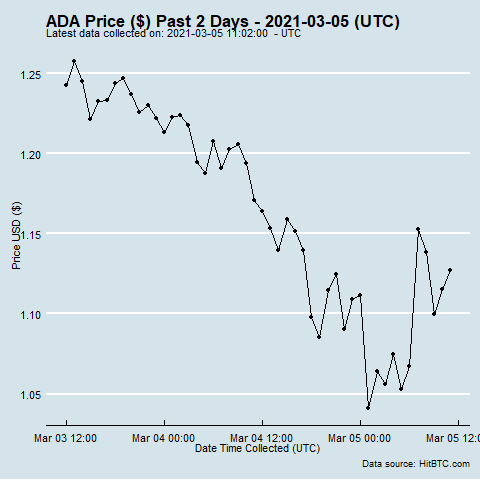 ADA Price ($) Past 2 Days - 2021-03-05 (UTC)
Latest data collected on: 2021-03-05 11:02:00 - UTC
1.25
1.20
1.15
1.10
1.05
Price USD ($)
Mar 03 12:00 Mar 04 00:00 Mar 04 12:00 Mar 05 00:00 Mar 05 12:
Date Time Collected (UTC)
Data source: HitBTC.com